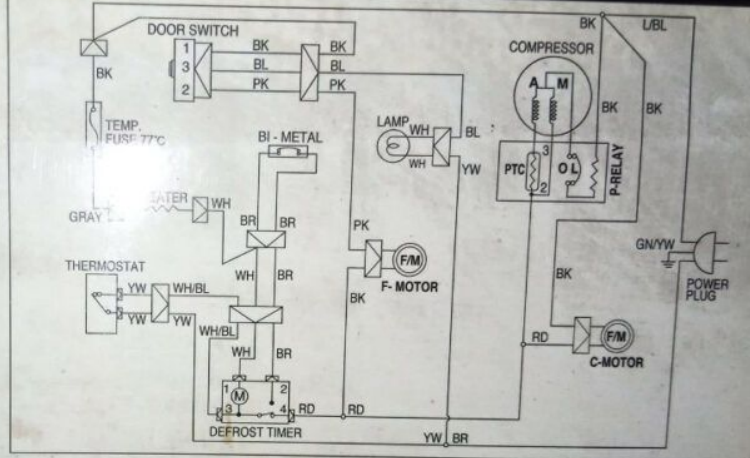 BK
L/BL
DOOR SWITCH
1 BK BK
3 BL BL
2 PK PK
BK
COMPRESSOR
A M
BK
BK
TEMP.
FUSE 77°C
BI - METAL
LAMP
WH
WH
BL
YW
PTC
3
2
O L
P-RELAY
GRAY
WH
BR
BR
PK
GN/YW
POWER
PLUG
THERMOSTAT
YW
WH/BL
YW
YW
WH
BR
F/M
F- MOTOR
BK
BK
WH/BL
WH
BR
RD
F/M
C-MOTOR
1
M
2
3
4
RD
RD
DEFROST TIMER
YW
BR